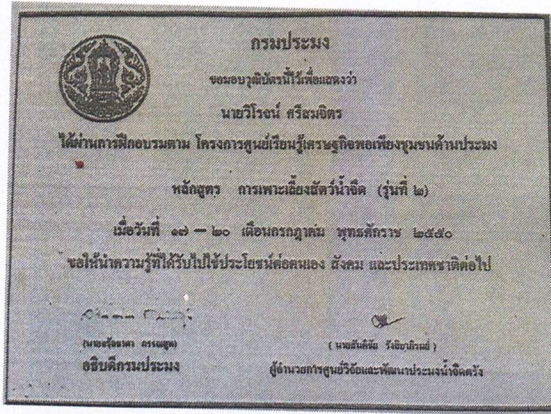 กรมประมง
ขอมอบวุฒิบัตรนี้ไว้เพื่อแสดงว่า
นายวิโรจน์ ศรีสมจิตร
ได้ผ่านการฝึกอบรมตาม โครงการศูนย์เรียนรู้เศรษฐกิจพอเพียงชุมชนด้านประมง
หลักสูตร การเพาะเลี้ยงสัตว์น้ำจืด (รุ่นที่ ๒)
เมื่อวันที่ ๑๗ — ๒๐ เดือนกรกฎาคม พุทธศักราช ๒๕๕๐
ขอให้นำความรู้ที่ได้รับไปใช้ประโยชน์ต่อตนเอง สังคม และประเทศชาติต่อไป
อธิบดีกรมประมง
ผู้อำนวยการศูนย์วิจัยและพัฒนาประมงน้ำจืดตรัง